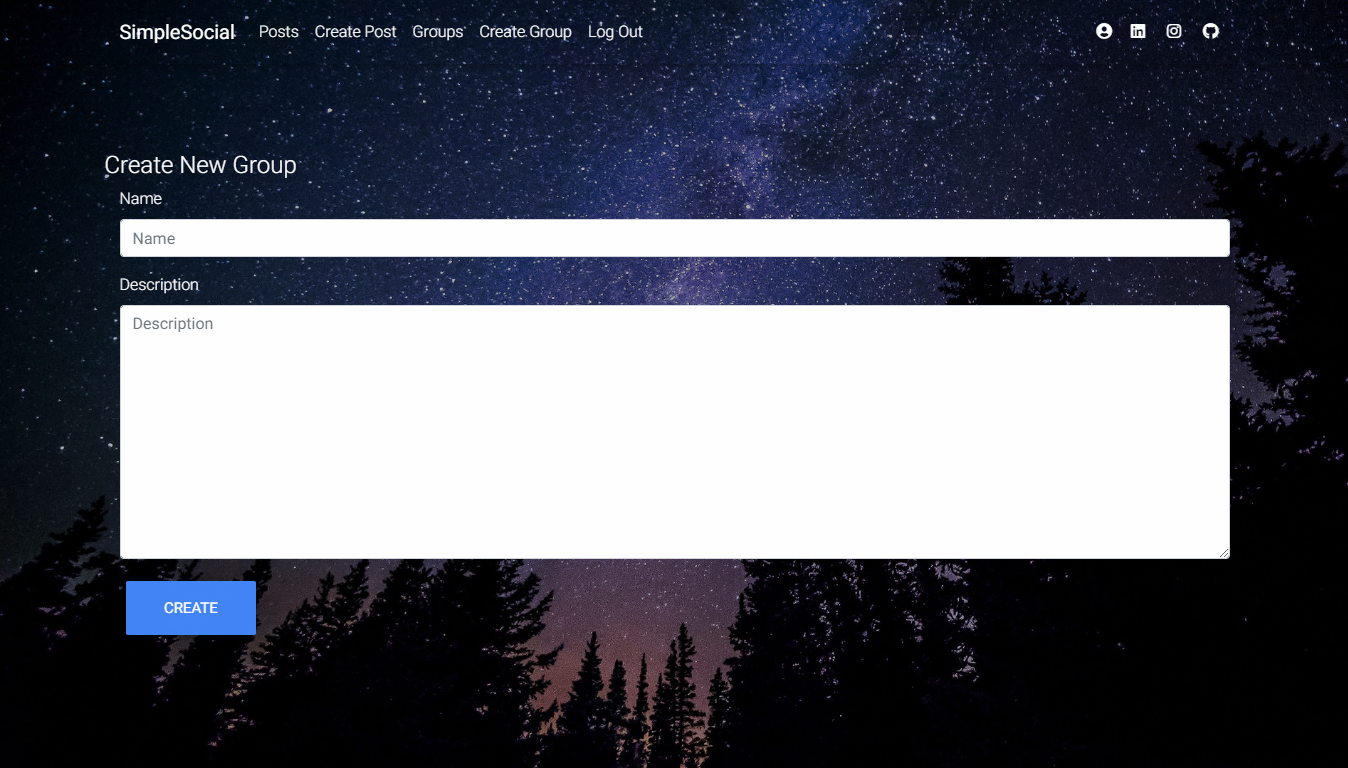 SimpleSocial Posts Create Post Groups Create Group Log Out
Create New Group
Name
Name
Description
Description
CREATE